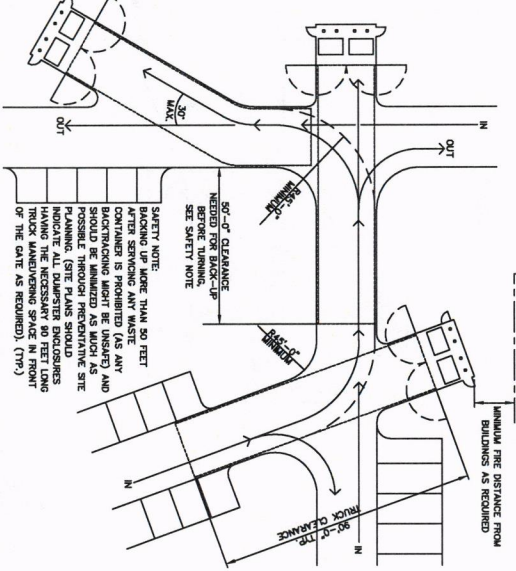 MINIMUM FIRE DISTANCE FROM
BUILDINGS AS REQUIRED
IN
OUT
30°
MAX.
OUT
R45'-0"
MINIMUM
50'-0" CLEARANCE
NEEDED FOR BACK-UP
BEFORE TURNING,
SEE SAFETY NOTE
R45'-0"
MINIMUM
IN
90'-0" TYP.
TRUCK CLEARANCE
IN
SAFETY NOTE:
BACKING UP MORE THAN 50 FEET
AFTER SERVICING ANY WASTE
CONTAINER IS PROHIBITED (AS ANY
BACKTRACKING MIGHT BE UNSAFE) AND
SHOULD BE MINIMIZED AS MUCH AS
POSSIBLE THROUGH PREVENTATIVE SITE
PLANNING. (SITE PLANS SHOULD
INDICATE ALL DUMPSTER ENCLOSURES
HAVING THE NECESSARY 90 FEET LONG
TRUCK MANEUVERING SPACE IN FRONT
OF THE GATE AS REQUIRED). (TYP.)